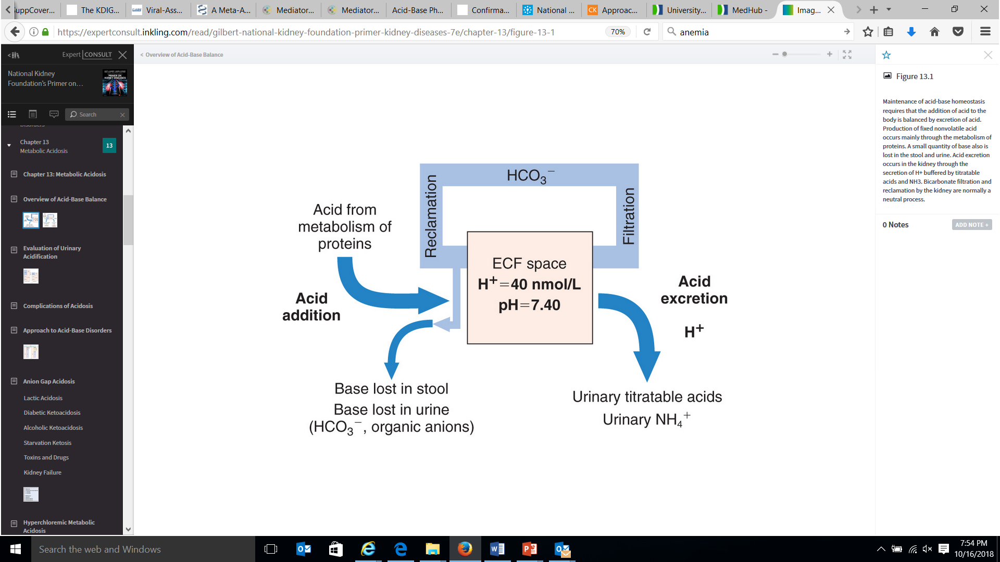 uppCover...
The KDIG...
Viral-Ass...
A Meta-A...
Mediator...
Mediator...
Acid-Base Ph...
Confirma...
National ...
CK Approac...
University...
MedHub -
Imag...
https://expertconsult.inkling.com/read/gilbert-national-kidney-foundation-primer-kidney-diseases-7e/chapter-13/figure-13-1
70%
anemia
Expert CONSULT
National Kidney
Foundation's Primer on...
PRIMER ON
KIDNEY DISEASES
Search
Disorders
Chapter 13
Metabolic Acidosis
13
Chapter 13: Metabolic Acidosis
Overview of Acid-Base Balance
Evaluation of Urinary
Acidification
Complications of Acidosis
Approach to Acid-Base Disorders
Anion Gap Acidosis
Lactic Acidosis
Diabetic Ketoacidosis
Alcoholic Ketoacidosis
Starvation Ketosis
Toxins and Drugs
Kidney Failure
Hyperchloremic Metabolic
Acidosis
< Overview of Acid-Base Balance
HCO₃⁻
Reclamation
Filtration
Acid from
metabolism of
proteins
Acid
addition
ECF space
H⁺=40 nmol/L
pH=7.40
Acid
excretion
H⁺
Base lost in stool
Base lost in urine
(HCO₃⁻, organic anions)
Urinary titratable acids
Urinary NH₄⁺
Figure 13.1
Maintenance of acid-base homeostasis
requires that the addition of acid to the
body is balanced by excretion of acid.
Production of fixed nonvolatile acid
occurs mainly through the metabolism of
proteins. A small quantity of base also is
lost in the stool and urine. Acid excretion
occurs in the kidney through the
secretion of H+ buffered by titratable
acids and NH3. Bicarbonate filtration and
reclamation by the kidney are normally a
neutral process.
0 Notes
ADD NOTE +
Search the web and Windows
7:54 PM
10/16/2018